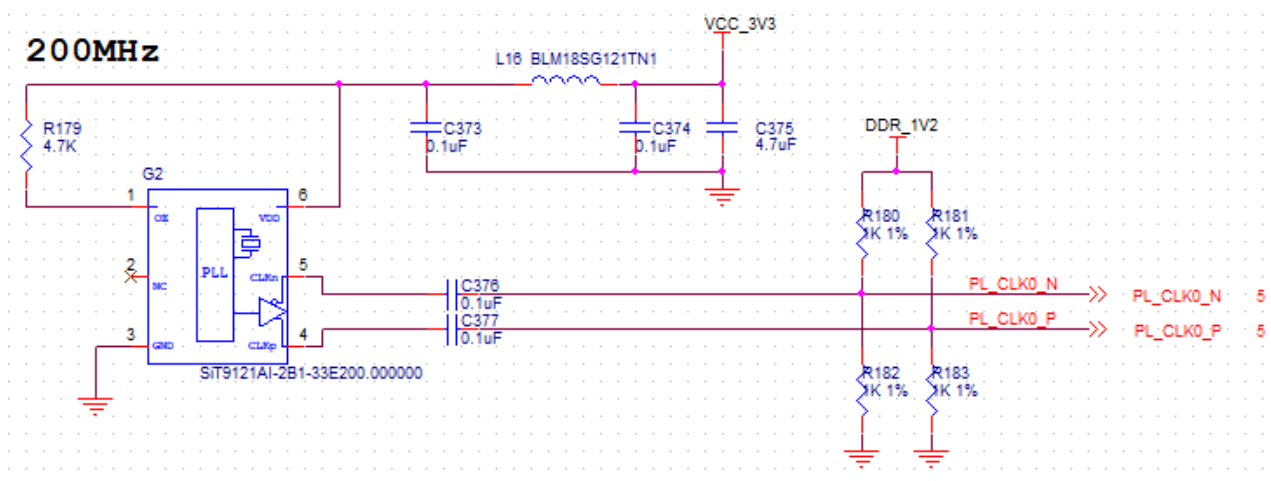 200MHz
VCC_3V3
L16 BLM18SG121TN1
R179
4.7K
C373
0.1uF
C374
0.1uF
C375
4.7uF
DDR_1V2
G2
1
OE
6
VDD
R180
1K 1%
R181
1K 1%
2
NC
PLL
5
CLKn
C376
0.1uF
PL_CLK0_N
PL_CLK0_N 5
C377
0.1uF
PL_CLK0_P
PL_CLK0_P 5
3
GND
4
CLKp
SiT9121AI-2B1-33E200.000000
R182
1K 1%
R183
1K 1%